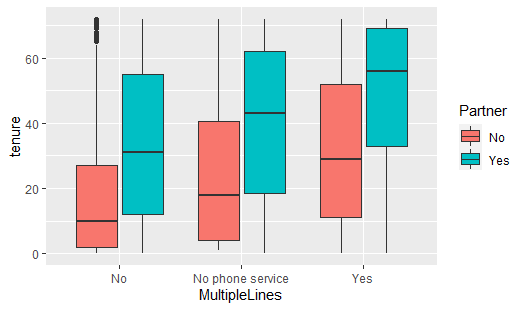 tenure
60
40
20
0
No
No phone service
Yes
MultipleLines
Partner
No
Yes